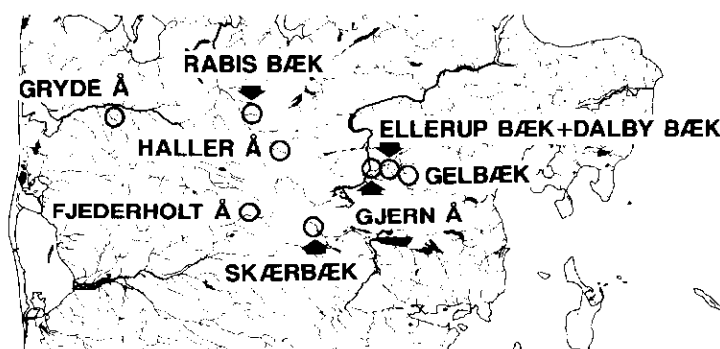 RABIS BÆK
GRYDE Å
ELLERUP BÆK+DALBY BÆK
HALLER Å
GELBÆK
FJEDERHOLT Å
GJERN Å
SKÆRBÆK